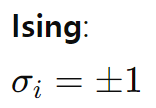 Ising:
σᵢ = ±1